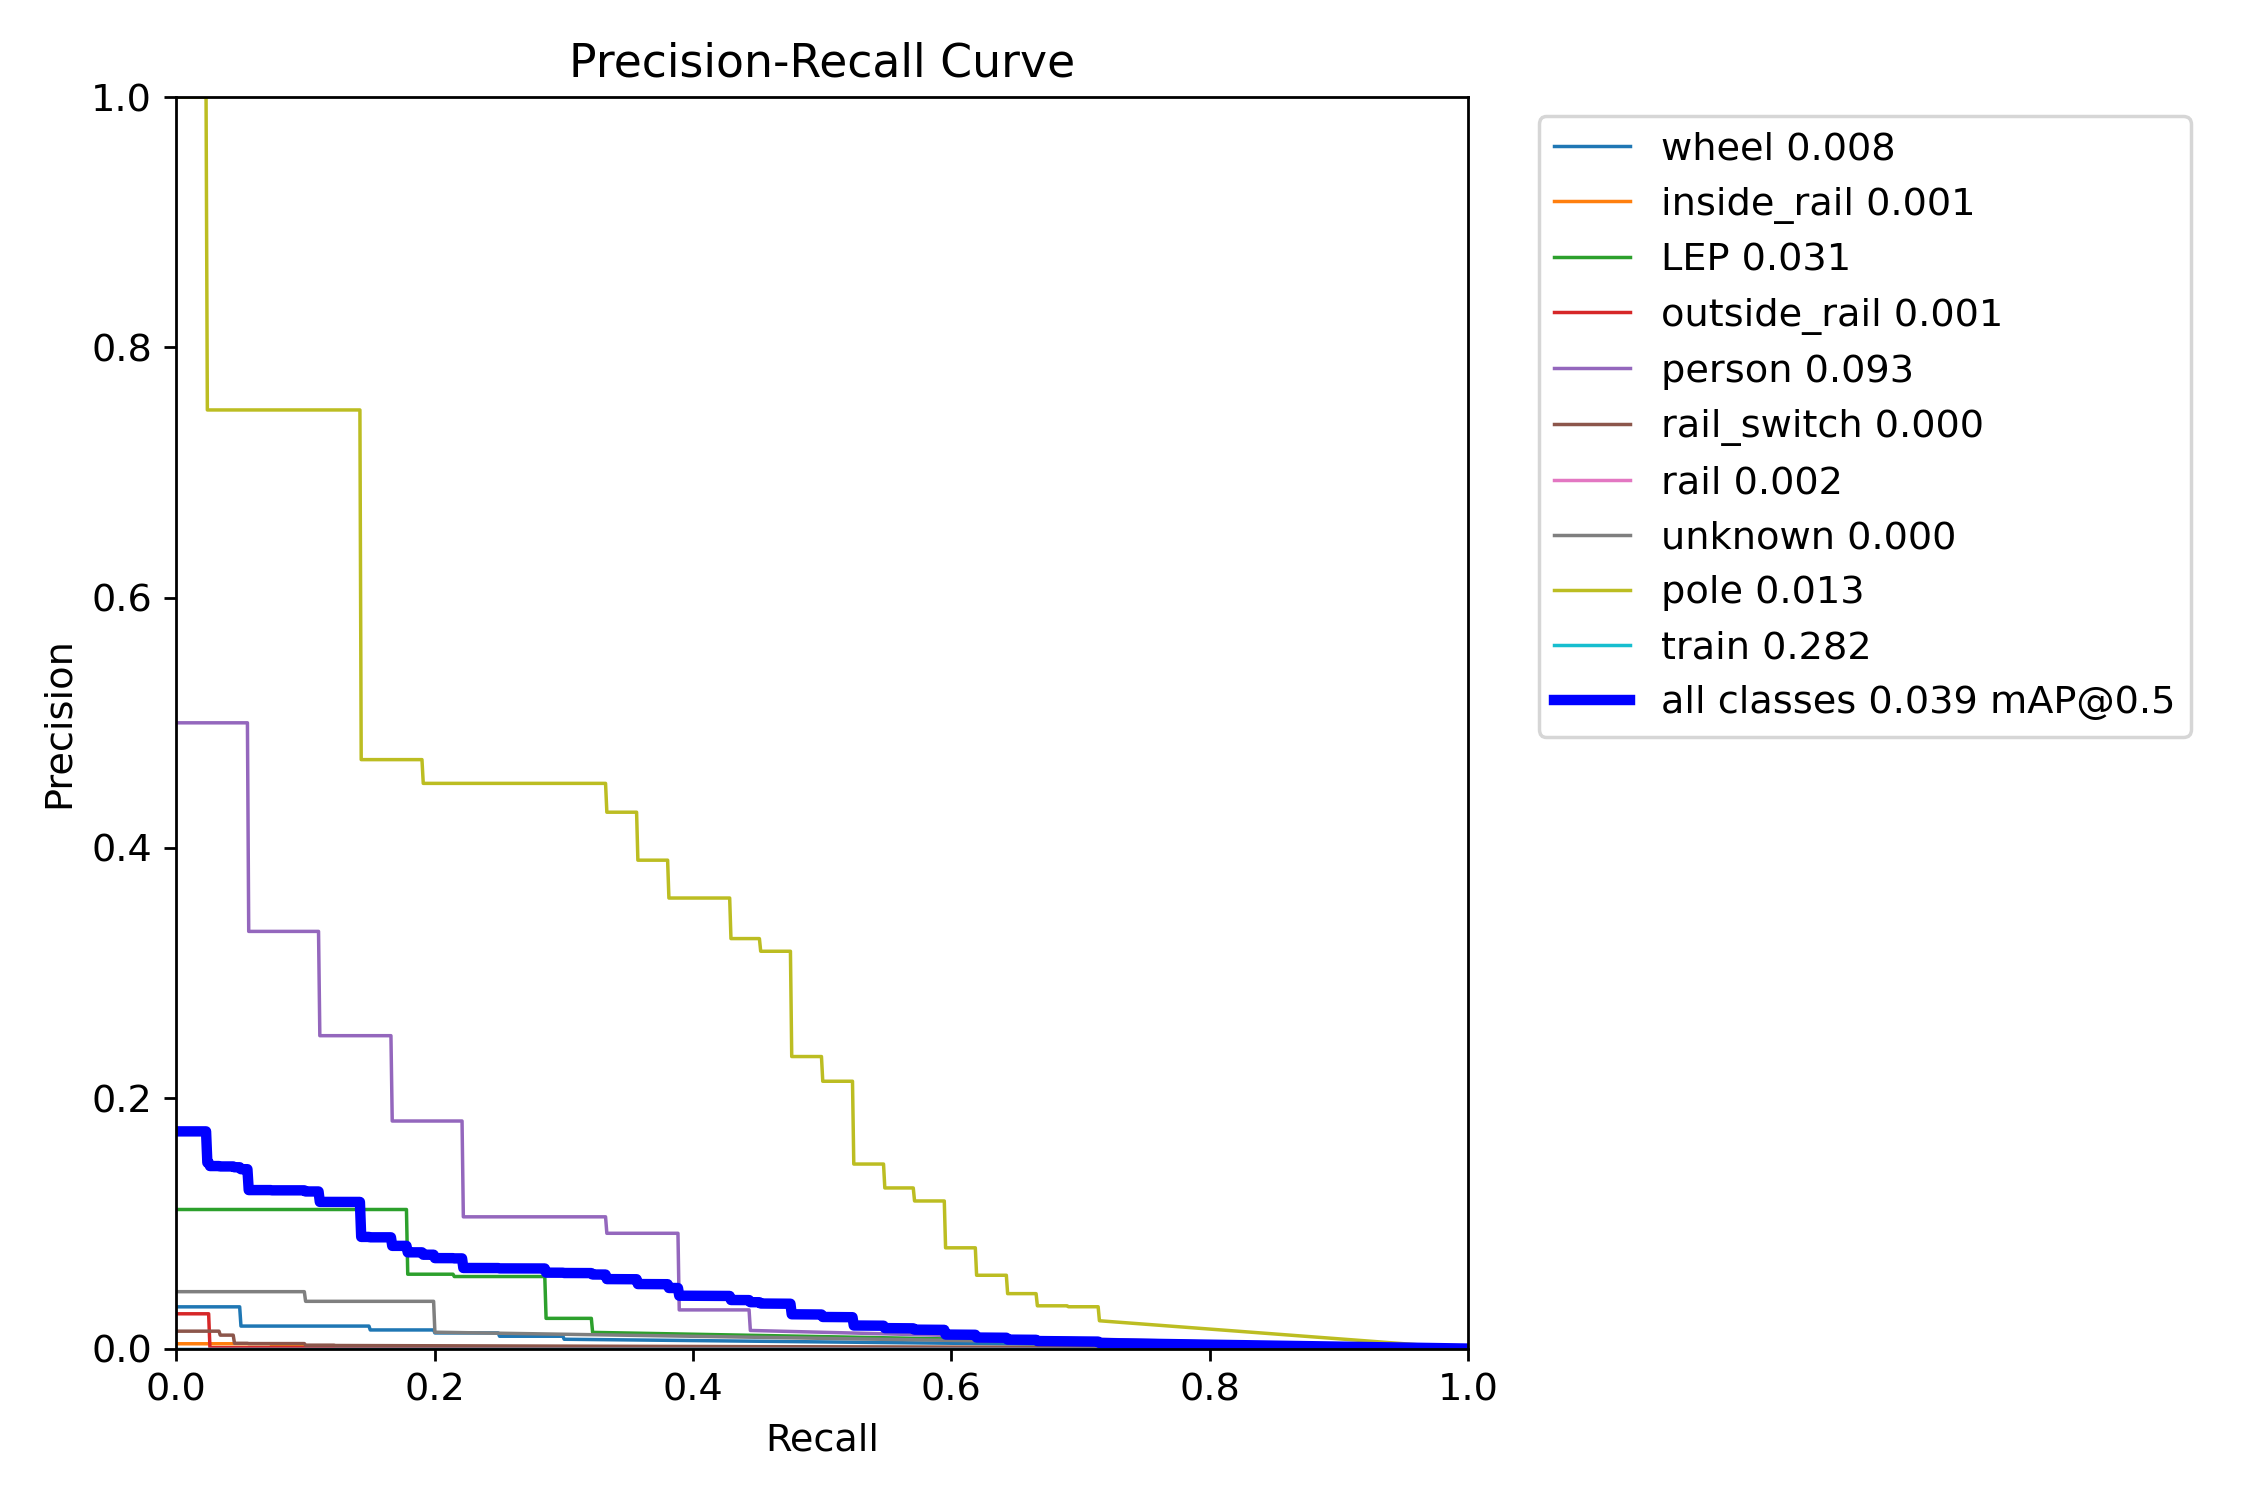 Precision-Recall Curve
1.0
0.8
0.6
0.4
0.2
0.0
Precision
0.0 0.2 0.4 0.6 0.8 1.0
Recall
wheel 0.008
inside_rail 0.001
LEP 0.031
outside_rail 0.001
person 0.093
rail_switch 0.000
rail 0.002
unknown 0.000
pole 0.013
train 0.282
all classes 0.039 mAP@0.5